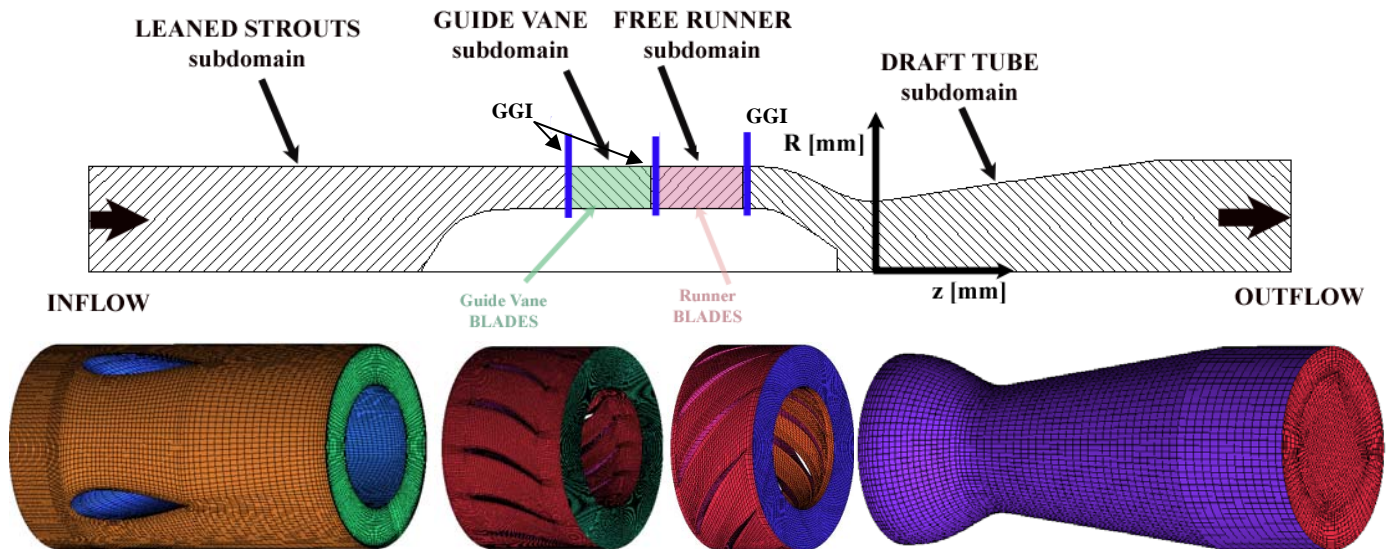 LEANED STROUTS
subdomain
GUIDE VANE
subdomain
FREE RUNNER
subdomain
DRAFT TUBE
subdomain
GGI
GGI
R [mm]
z [mm]
INFLOW
Guide Vane
BLADES
Runner
BLADES
OUTFLOW